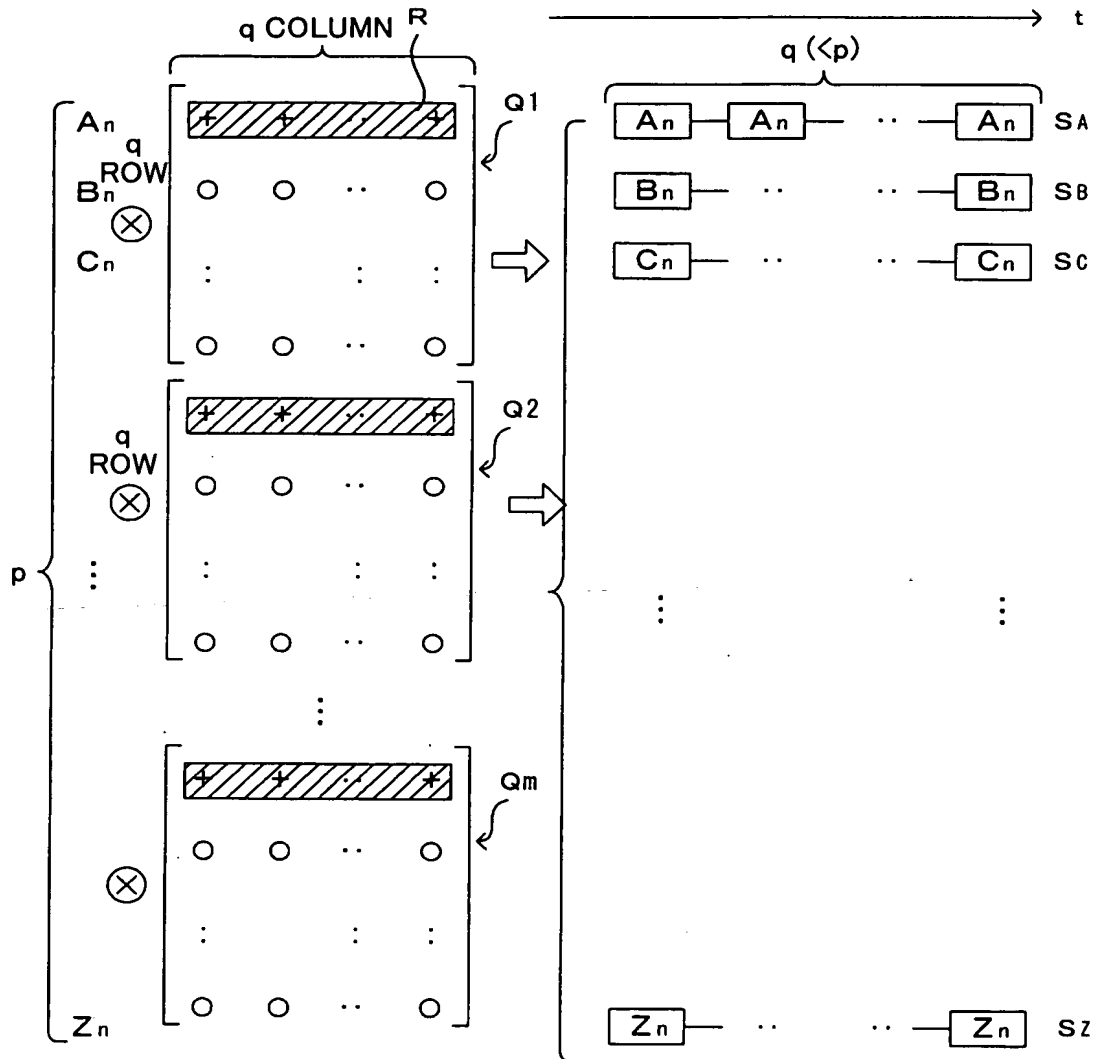 q COLUMN R t
q (<p)
An + + ·· + Q1 An An ·· An SA
q
ROW
Bn ○ ○ ·· ○ Bn ·· ·· Bn SB
⊗
Cn : : : Cn ·· ·· Cn SC
○ ○ ·· ○
+ + ·· + Q2
q
ROW
○ ○ ·· ○
⊗
p ⋮ : : : ⋮ ⋮
○ ○ ·· ○
⋮
+ + ·· + Qm
○ ○ ·· ○
⊗
: : :
○ ○ ·· ○
Zn Zn ·· ·· Zn SZ